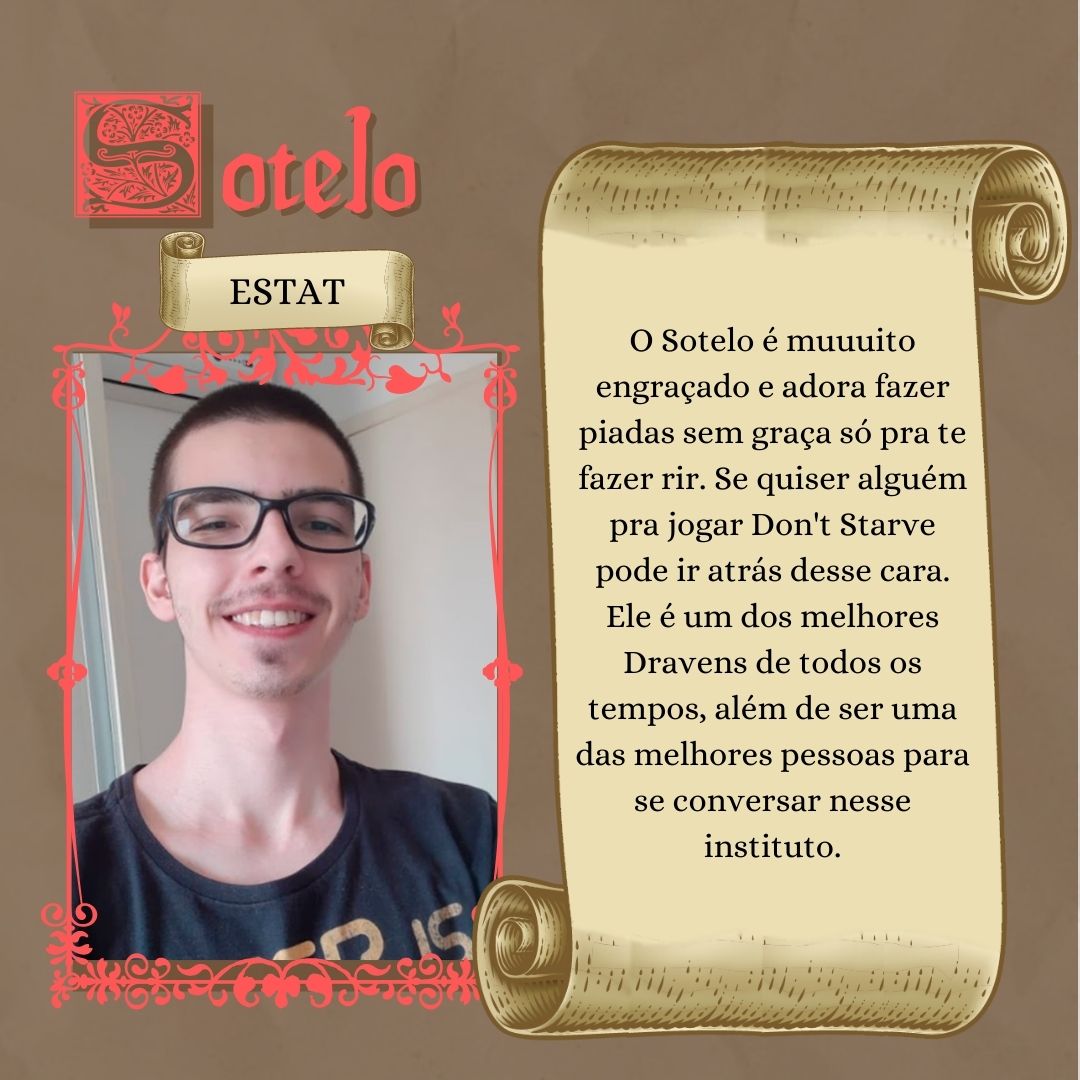 Sotelo
ESTAT
O Sotelo é muuuito
engraçado e adora fazer
piadas sem graça só pra te
fazer rir. Se quiser alguém
pra jogar Don't Starve
pode ir atrás desse cara.
Ele é um dos melhores
Dravens de todos os
tempos, além de ser uma
das melhores pessoas para
se conversar nesse
instituto.